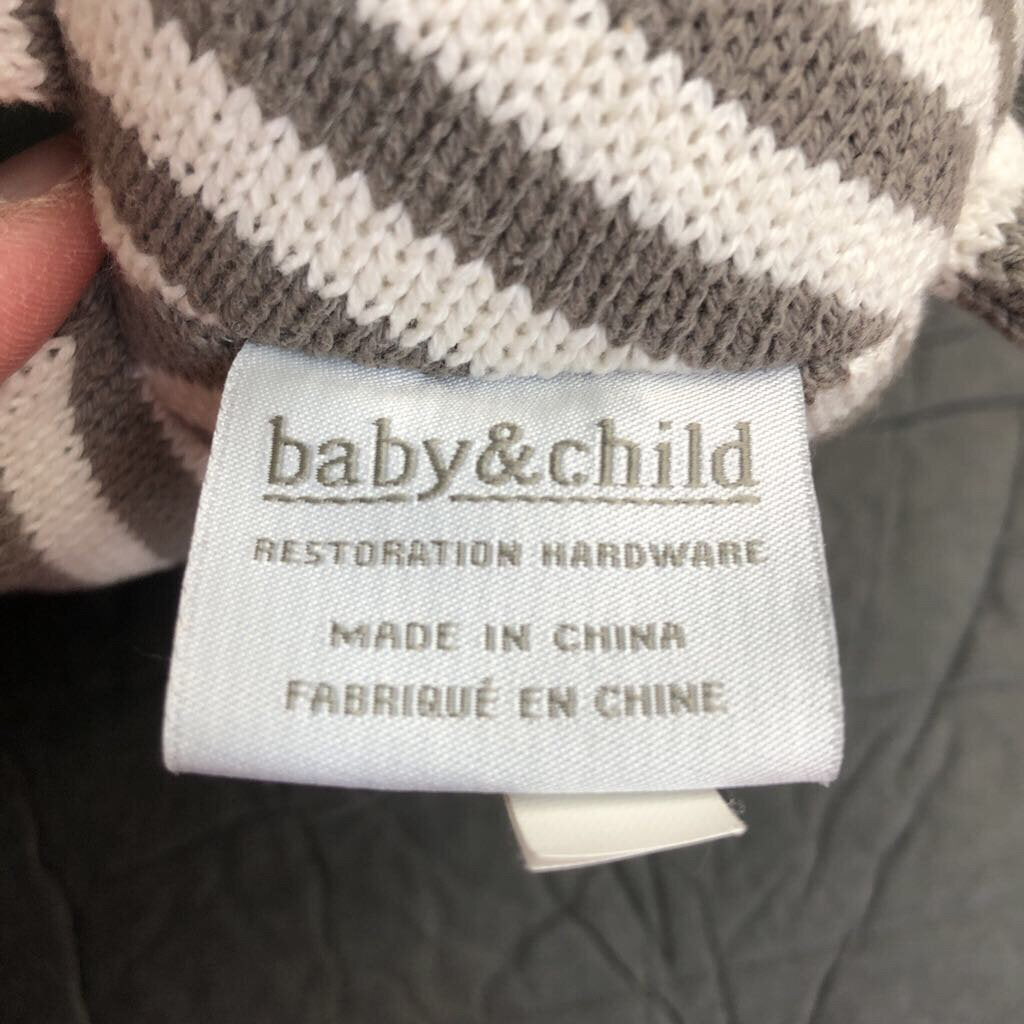 baby&child
RESTORATION HARDWARE
MADE IN CHINA
FABRIQUÉ EN CHINE